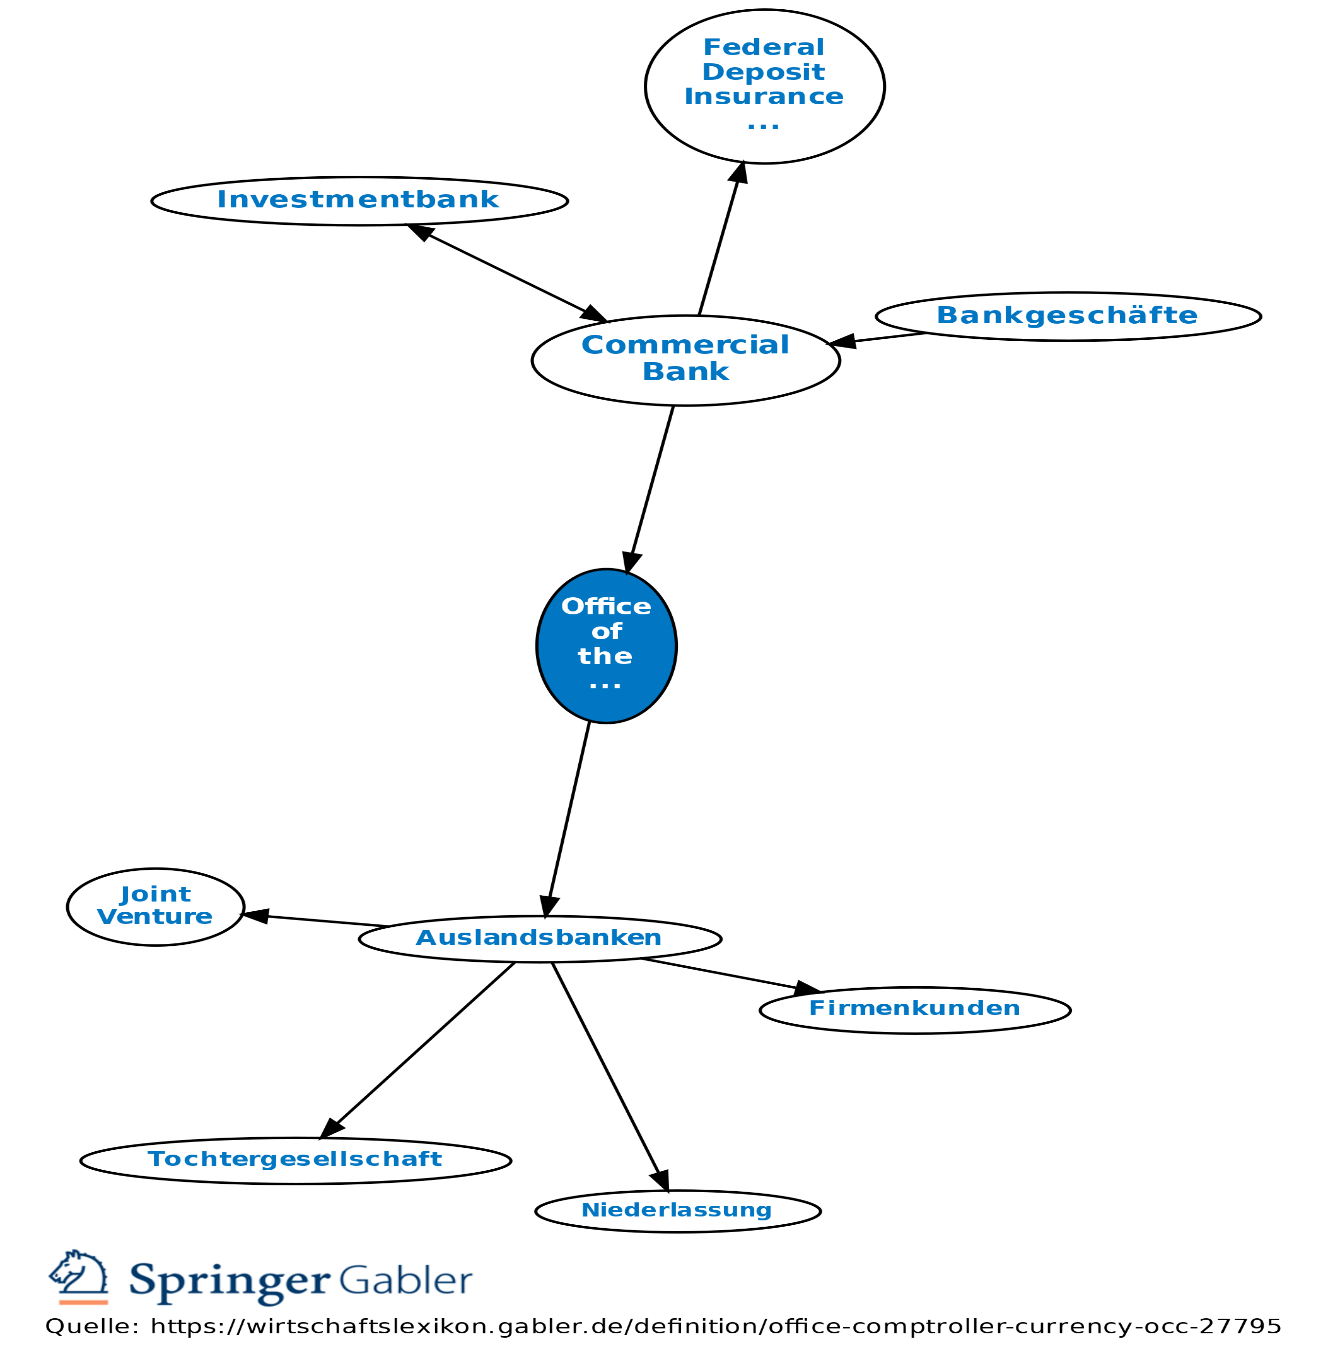 Federal
Deposit
Insurance
...
Investmentbank
Bankgeschäfte
Commercial
Bank
Office
of
the
...
Joint
Venture
Auslandsbanken
Firmenkunden
Tochtergesellschaft
Niederlassung
Springer Gabler
Quelle: https://wirtschaftslexikon.gabler.de/definition/office-comptroller-currency-occ-27795